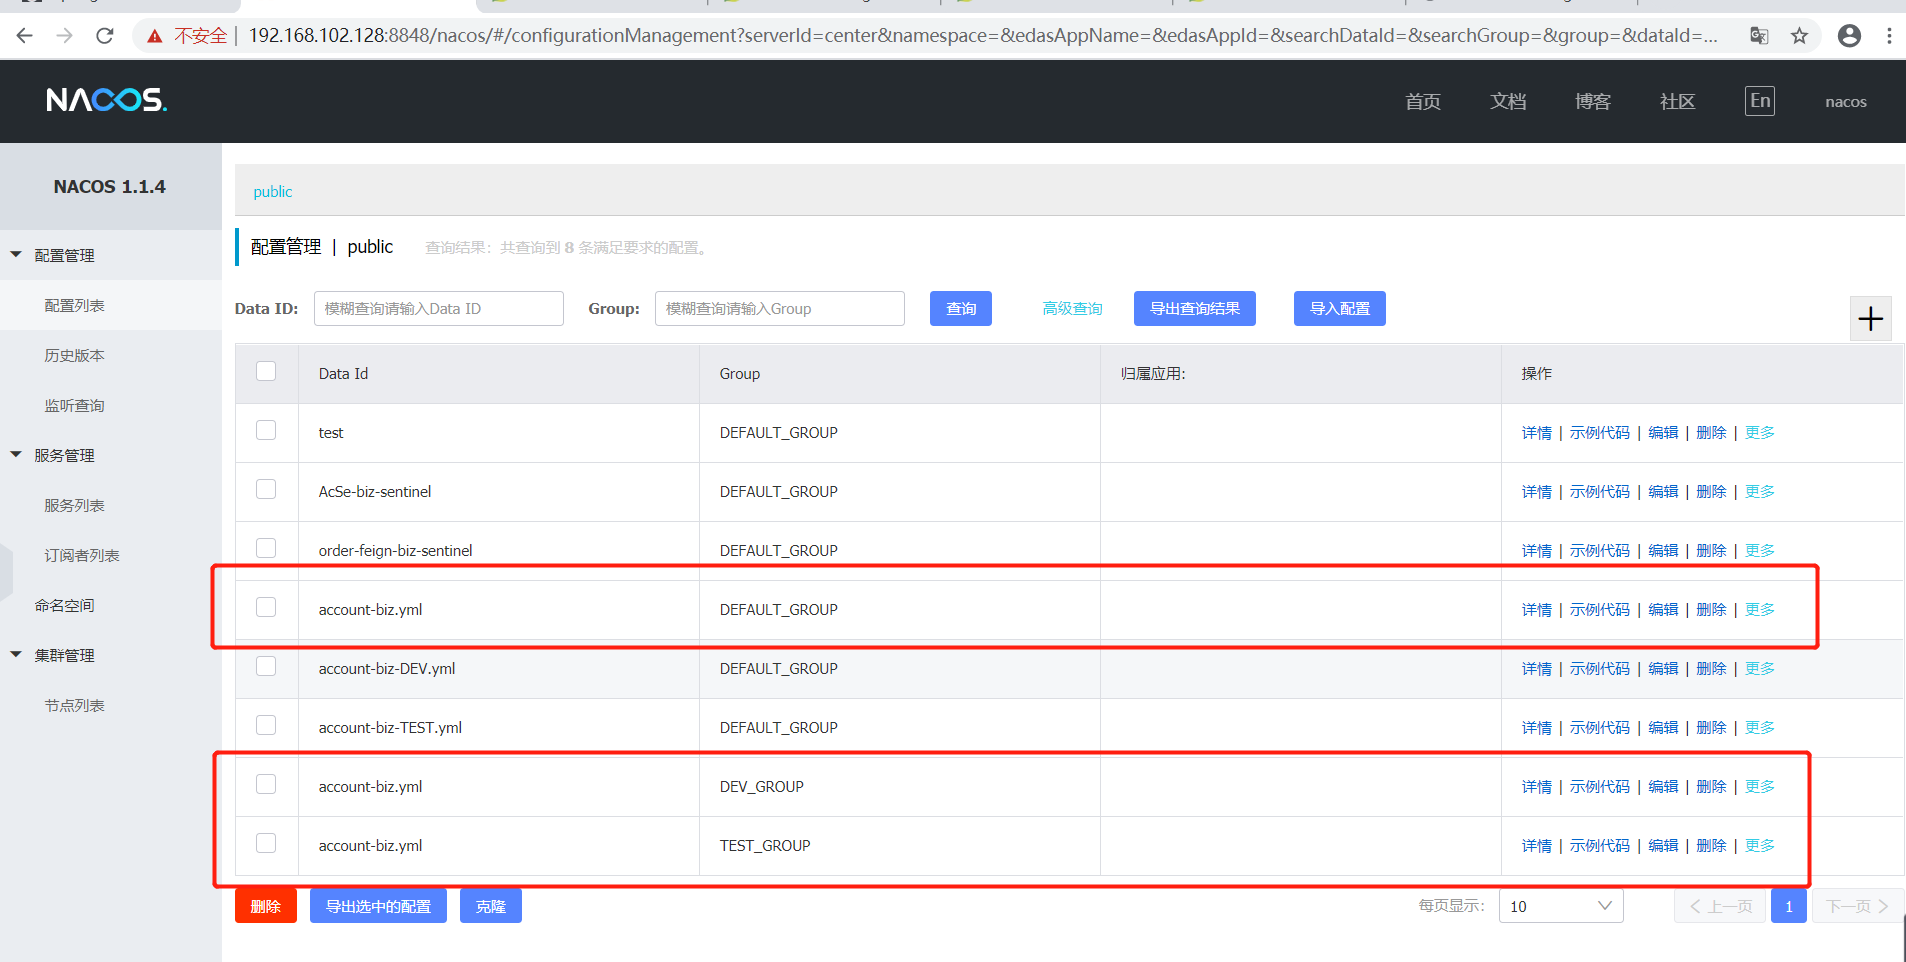 不安全 | 192.168.102.128:8848/nacos/#/configurationManagement?serverId=center&namespace=&edasAppName=&edasAppId=&searchDataId=&searchGroup=&group=&dataId=...
NACOS. 首页 文档 博客 社区 En nacos
NACOS 1.1.4
配置管理
配置列表
历史版本
监听查询
服务管理
服务列表
订阅者列表
命名空间
集群管理
节点列表
public
配置管理 | public 查询结果：共查询到 8 条满足要求的配置。
Data ID: 模糊查询请输入Data ID Group: 模糊查询请输入Group 查询 高级查询 导出查询结果 导入配置 +
Data Id Group 归属应用: 操作
test DEFAULT_GROUP 详情 | 示例代码 | 编辑 | 删除 | 更多
AcSe-biz-sentinel DEFAULT_GROUP 详情 | 示例代码 | 编辑 | 删除 | 更多
order-feign-biz-sentinel DEFAULT_GROUP 详情 | 示例代码 | 编辑 | 删除 | 更多
account-biz.yml DEFAULT_GROUP 详情 | 示例代码 | 编辑 | 删除 | 更多
account-biz-DEV.yml DEFAULT_GROUP 详情 | 示例代码 | 编辑 | 删除 | 更多
account-biz-TEST.yml DEFAULT_GROUP 详情 | 示例代码 | 编辑 | 删除 | 更多
account-biz.yml DEV_GROUP 详情 | 示例代码 | 编辑 | 删除 | 更多
account-biz.yml TEST_GROUP 详情 | 示例代码 | 编辑 | 删除 | 更多
删除 导出选中的配置 克隆 每页显示: 10 上一页 1 下一页